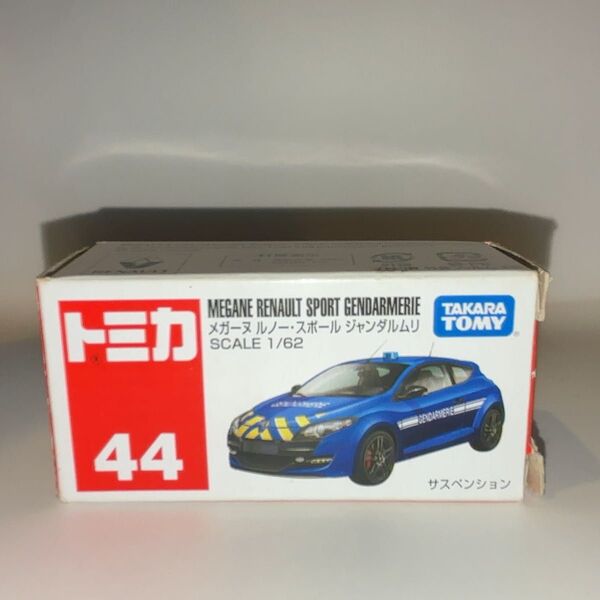 トミカ
44
MEGANE RENAULT SPORT GENDARMERIE
メガーヌ ルノー・スポール ジャンダルムリ
SCALE 1/62
TAKARA
TOMY
GENDARMERIE
サスペンション